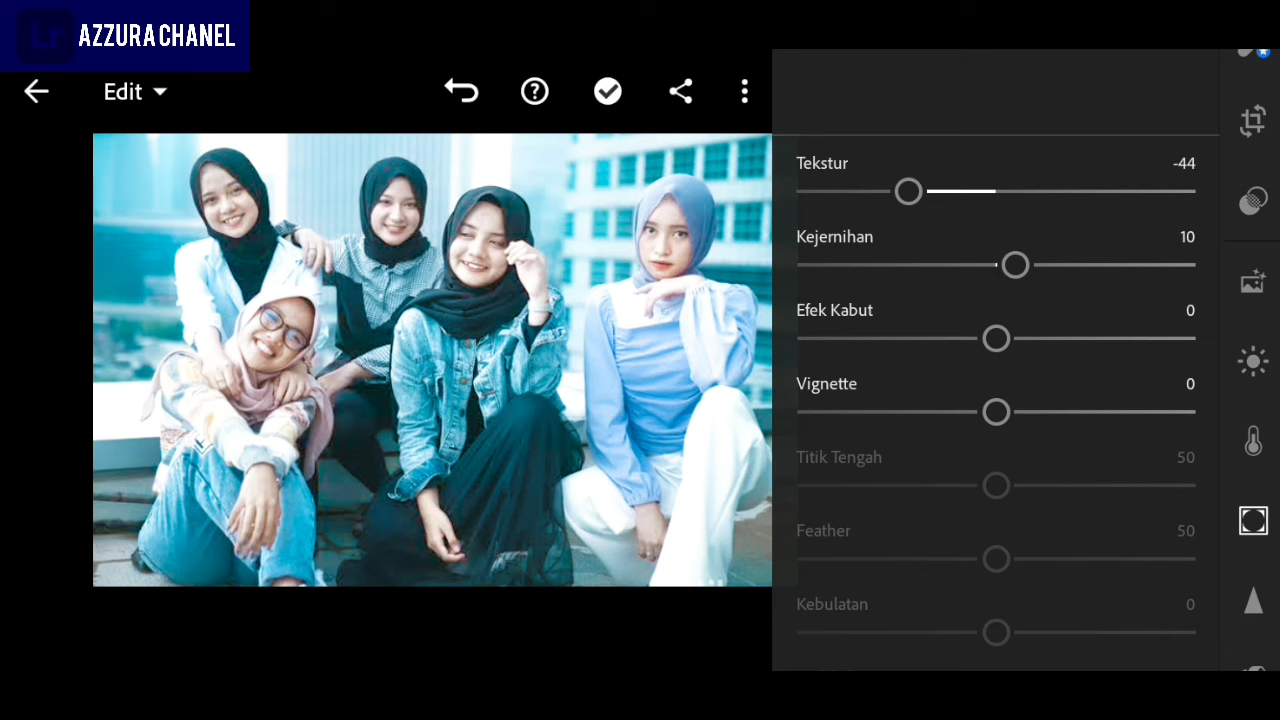 Lr
AZZURA CHANEL
Edit
Tekstur -44
Kejernihan 10
Efek Kabut 0
Vignette 0
Titik Tengah 50
Feather 50
Kebulatan 0